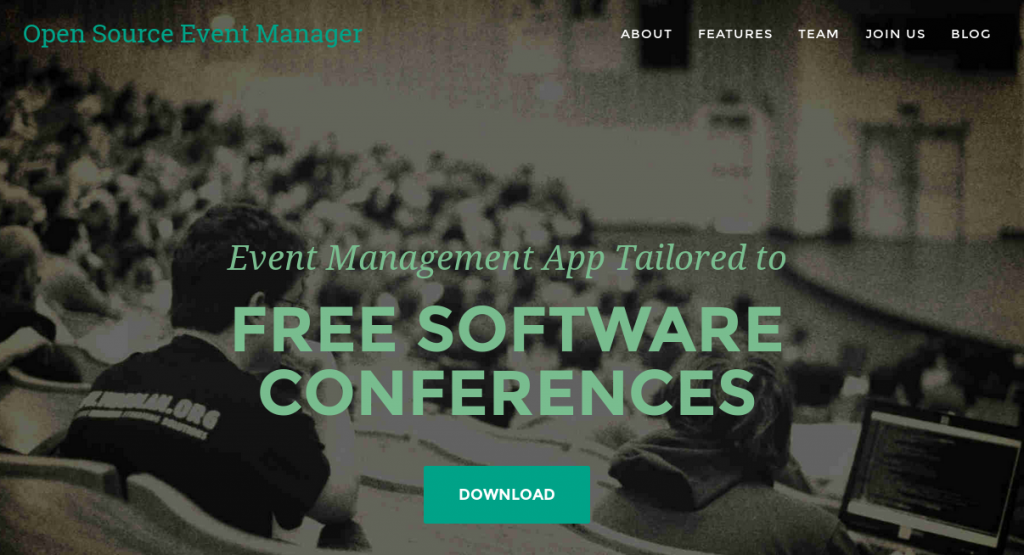 Open Source Event Manager
ABOUT FEATURES TEAM JOIN US BLOG
Event Management App Tailored to
FREE SOFTWARE
CONFERENCES
DOWNLOAD